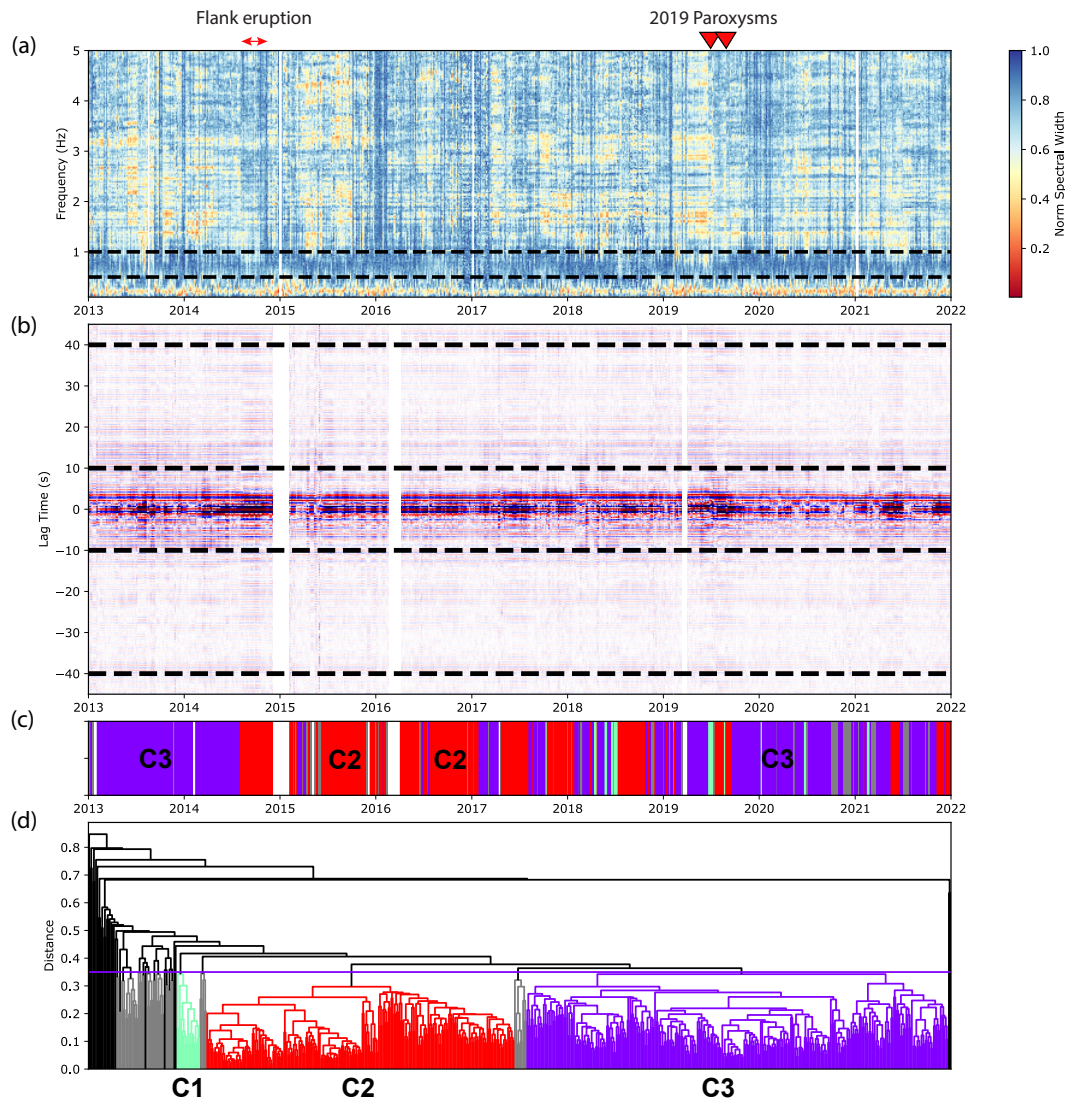 Flank eruption
2019 Paroxysms
(a)
5
4
3
2
1
Frequency (Hz)
2013 2014 2015 2016 2017 2018 2019 2020 2021 2022
1.0
0.8
0.6
0.4
0.2
Norm Spectral Width
(b)
40
30
20
10
0
−10
−20
−30
−40
Lag Time (s)
2013 2014 2015 2016 2017 2018 2019 2020 2021 2022
(c)
C3 C2 C2 C3
2013 2014 2015 2016 2017 2018 2019 2020 2021 2022
(d)
0.8
0.7
0.6
0.5
0.4
0.3
0.2
0.1
0.0
Distance
C1 C2 C3